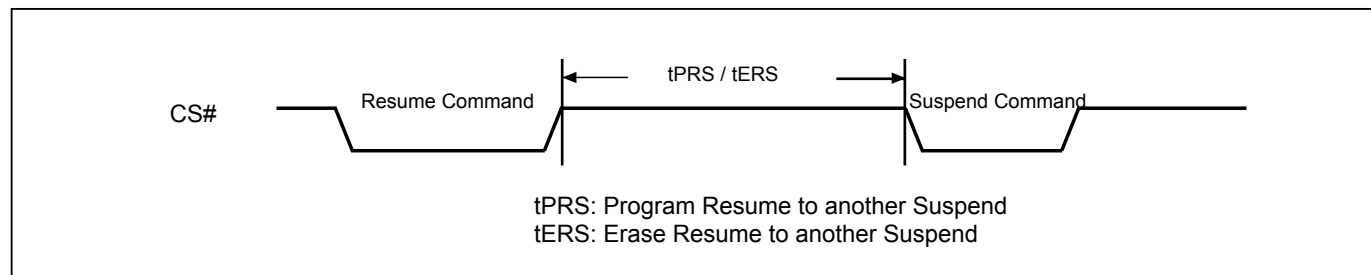 tPRS / tERS
Resume Command
Suspend Command
CS#
tPRS: Program Resume to another Suspend
tERS: Erase Resume to another Suspend